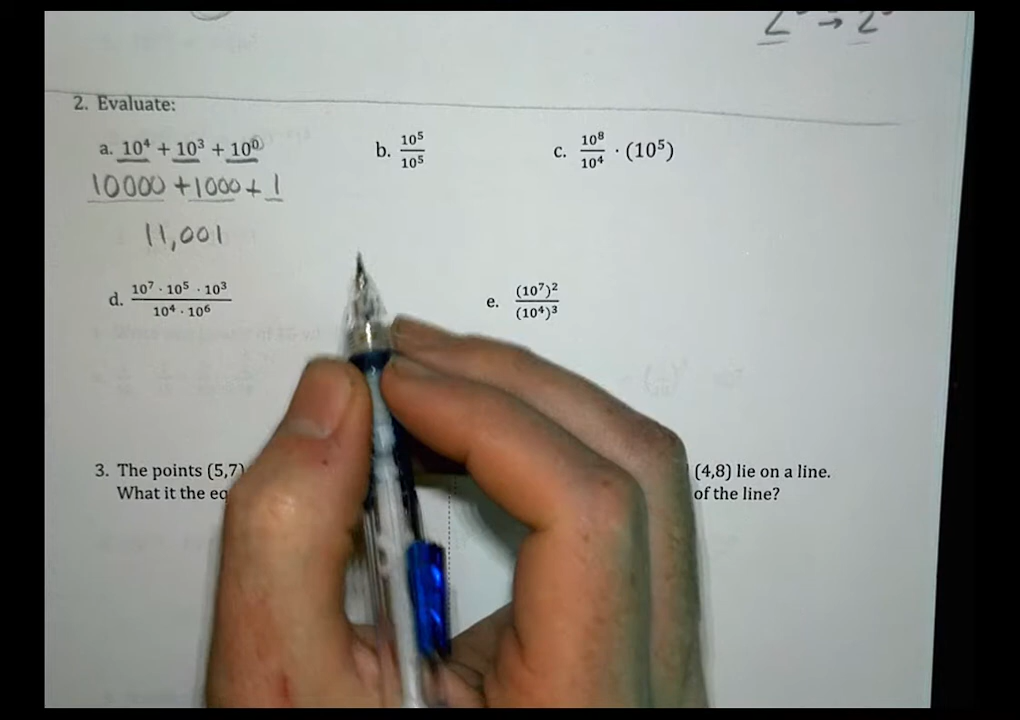 2. Evaluate:
a. 10⁴ + 10³ + 10⁰ b. 10⁵/10⁵ c. 10⁸/10⁴ · (10⁵)
10000 + 1000 + 1
11,001
d. 10⁷ · 10⁵ · 10³/10⁴ · 10⁶ e. (10⁷)²/(10⁴)³
3. The points (5,7) (4,8) lie on a line.
What it the of the line?